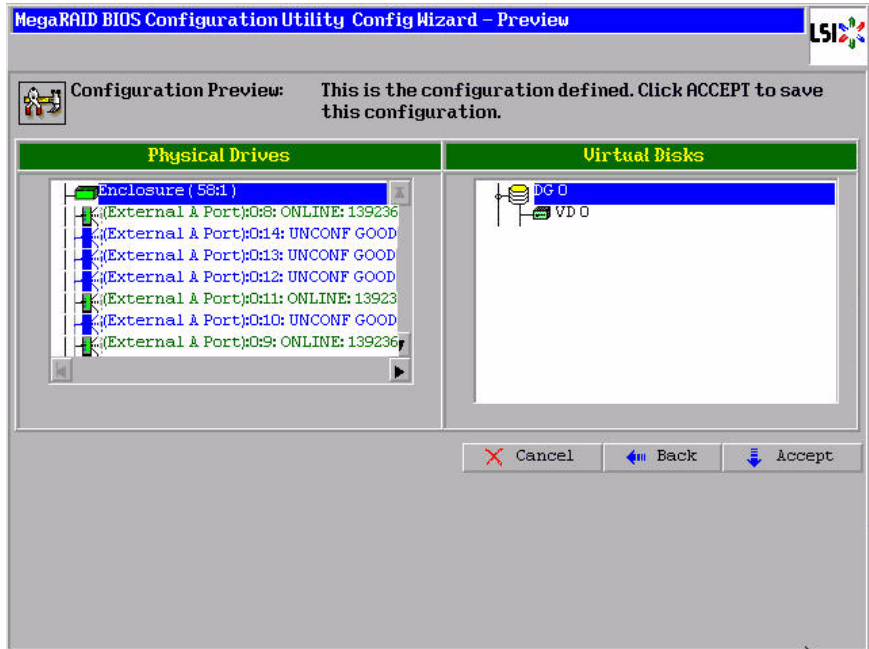 MegaRAID BIOS Configuration Utility Config Wizard - Preview
LSI
Configuration Preview: This is the configuration defined. Click ACCEPT to save
this configuration.
Physical Drives
Enclosure ( 58:1 )
(External A Port):0:8: ONLINE: 139236
(External A Port):0:14: UNCONF GOOD
(External A Port):0:13: UNCONF GOOD
(External A Port):0:12: UNCONF GOOD
(External A Port):0:11: ONLINE: 13923
(External A Port):0:10: UNCONF GOOD
(External A Port):0:9: ONLINE: 139236
Virtual Disks
DG 0
VD 0
Cancel Back Accept